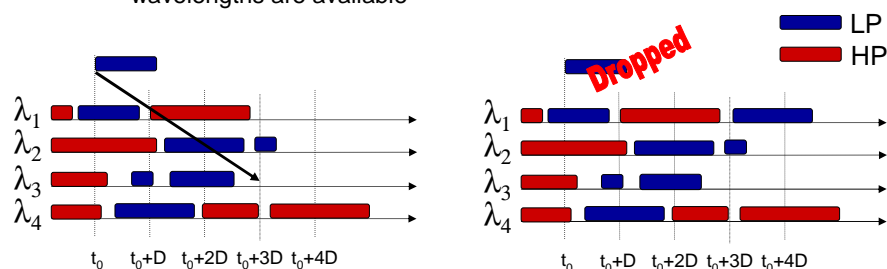 wavelengths are available
LP
HP
Dropped
λ1
λ2
λ3
λ4
t0 t0+D t0+2D t0+3D t0+4D
λ1
λ2
λ3
λ4
t0 t0+D t0+2D t0+3D t0+4D